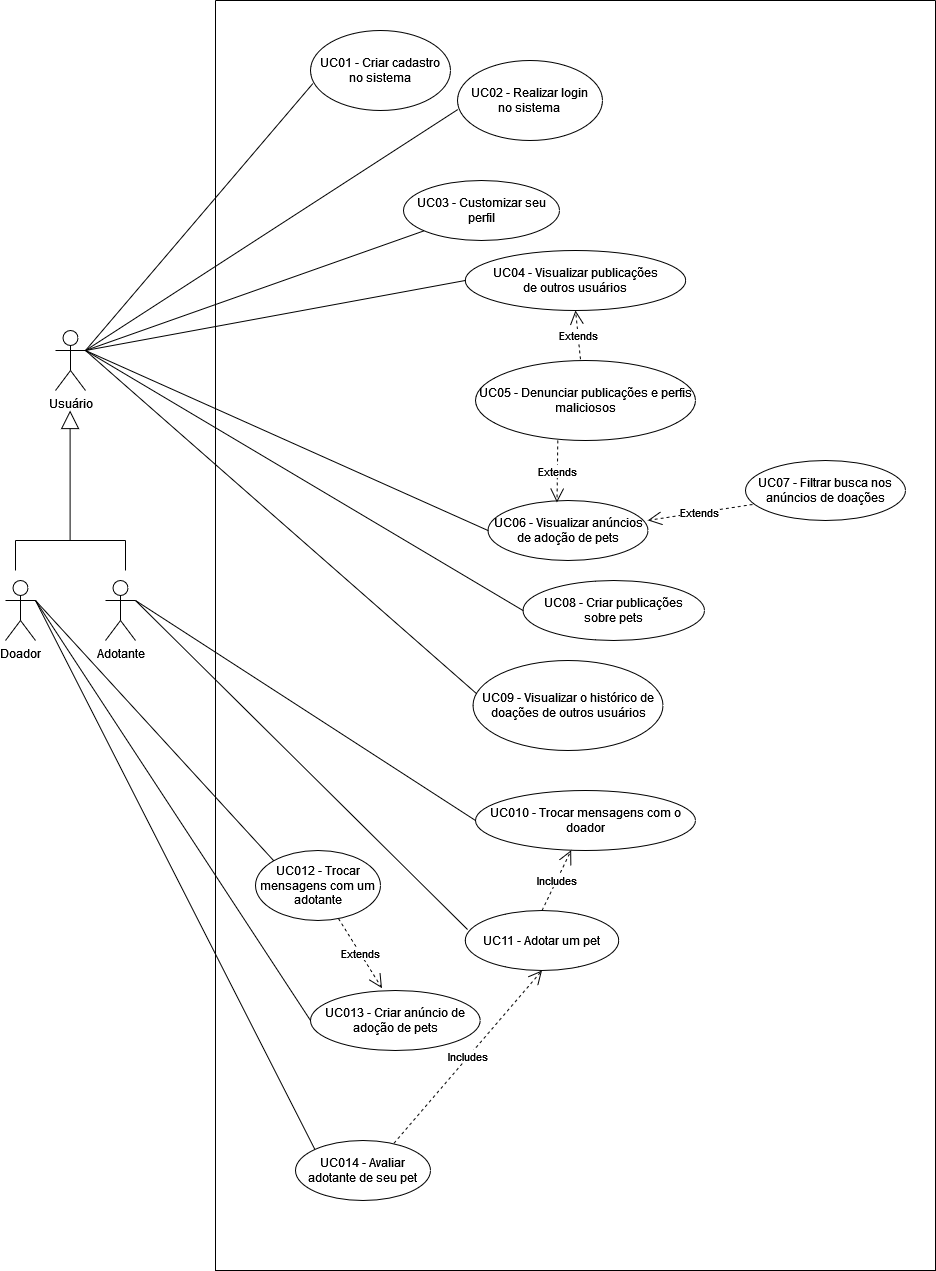 UC01 - Criar cadastro
no sistema
UC02 - Realizar login
no sistema
UC03 - Customizar seu
perfil
UC04 - Visualizar publicações
de outros usuários
Extends
UC05 - Denunciar publicações e perfis
maliciosos
Usuário
Extends
UC07 - Filtrar busca nos
anúncios de doações
Extends
UC06 - Visualizar anúncios
de adoção de pets
UC08 - Criar publicações
sobre pets
Doador
Adotante
UC09 - Visualizar o histórico de
doações de outros usuários
UC010 - Trocar mensagens com o
doador
UC012 - Trocar
mensagens com um
adotante
Includes
UC11 - Adotar um pet
Extends
UC013 - Criar anúncio de
adoção de pets
Includes
UC014 - Avaliar
adotante de seu pet